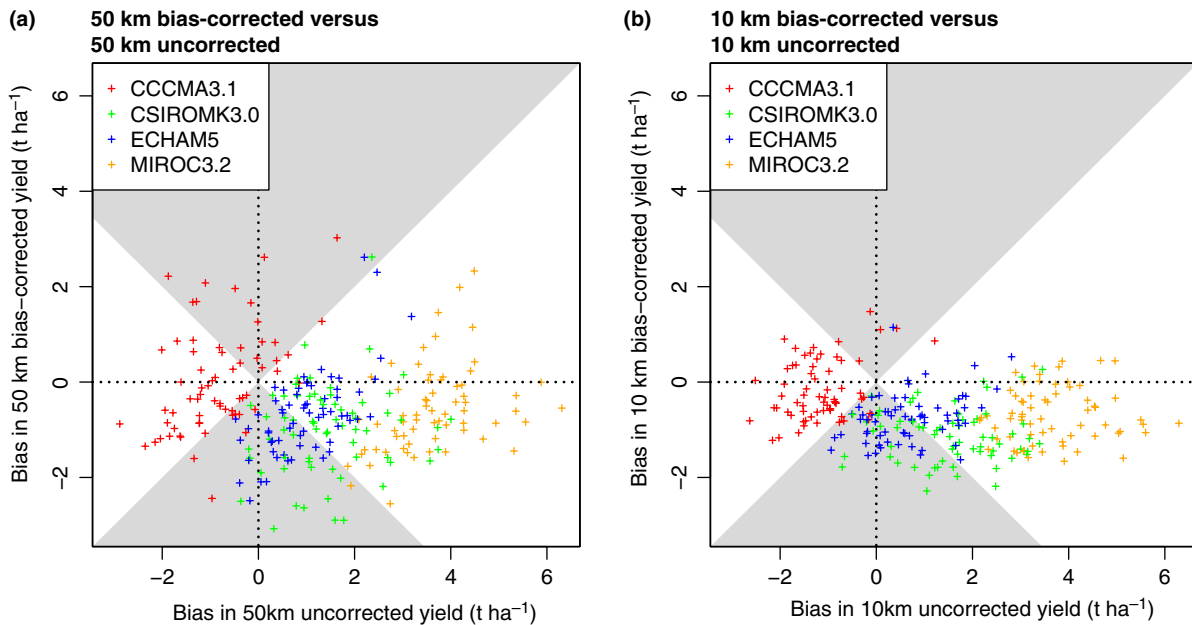 (a) 50 km bias-corrected versus
50 km uncorrected
CCCMA3.1
CSIROMK3.0
ECHAM5
MIROC3.2
6
4
2
0
−2
Bias in 50 km bias−corrected yield (t ha⁻¹)
−2 0 2 4 6
Bias in 50km uncorrected yield (t ha⁻¹)
(b) 10 km bias-corrected versus
10 km uncorrected
CCCMA3.1
CSIROMK3.0
ECHAM5
MIROC3.2
6
4
2
0
−2
Bias in 10 km bias−corrected yield (t ha⁻¹)
−2 0 2 4 6
Bias in 10km uncorrected yield (t ha⁻¹)